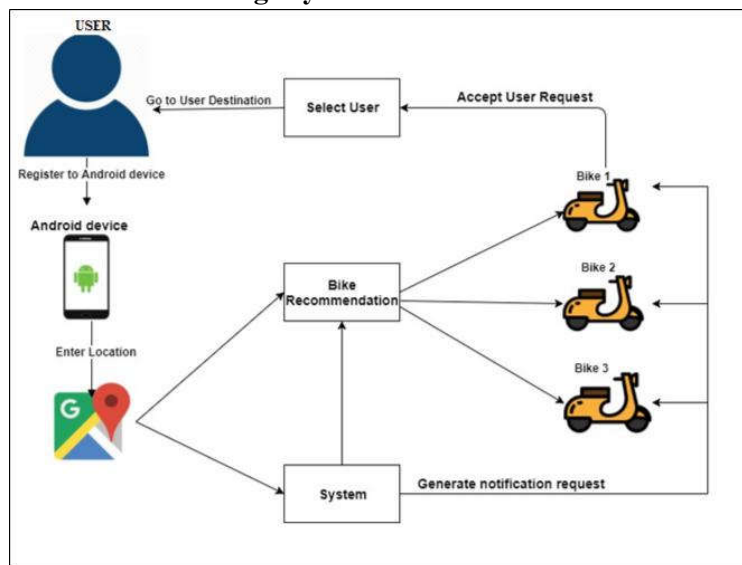 USER
Go to User Destination
Select User
Accept User Request
Register to Android device
Bike 1
Android device
Bike 2
Bike
Recommendation
Enter Location
Bike 3
G
System
Generate notification request